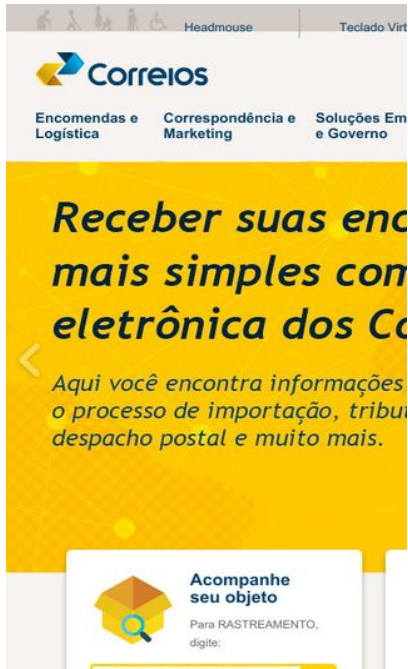 Headmouse
Teclado Virt
Correios
Encomendas e
Logística
Correspondência e
Marketing
Soluções Em
e Governo
Receber suas enc
mais simples com
eletrônica dos Co
Aqui você encontra informações
o processo de importação, tribut
despacho postal e muito mais.
Acompanhe
seu objeto
Para RASTREAMENTO,
digite: